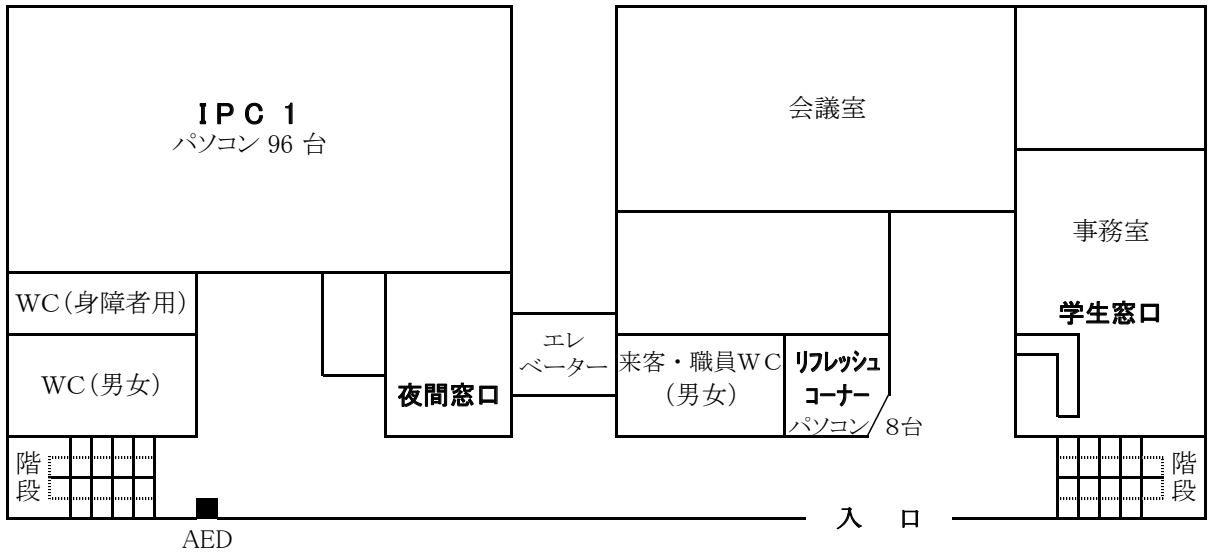 IPC 1
パソコン 96 台
会議室
事務室
学生窓口
WC(身障者用)
WC(男女)
夜間窓口
エレ
ベーター
来客・職員WC
(男女)
リフレッシュ
コーナー
パソコン 8台
階段
階段
入 口
AED